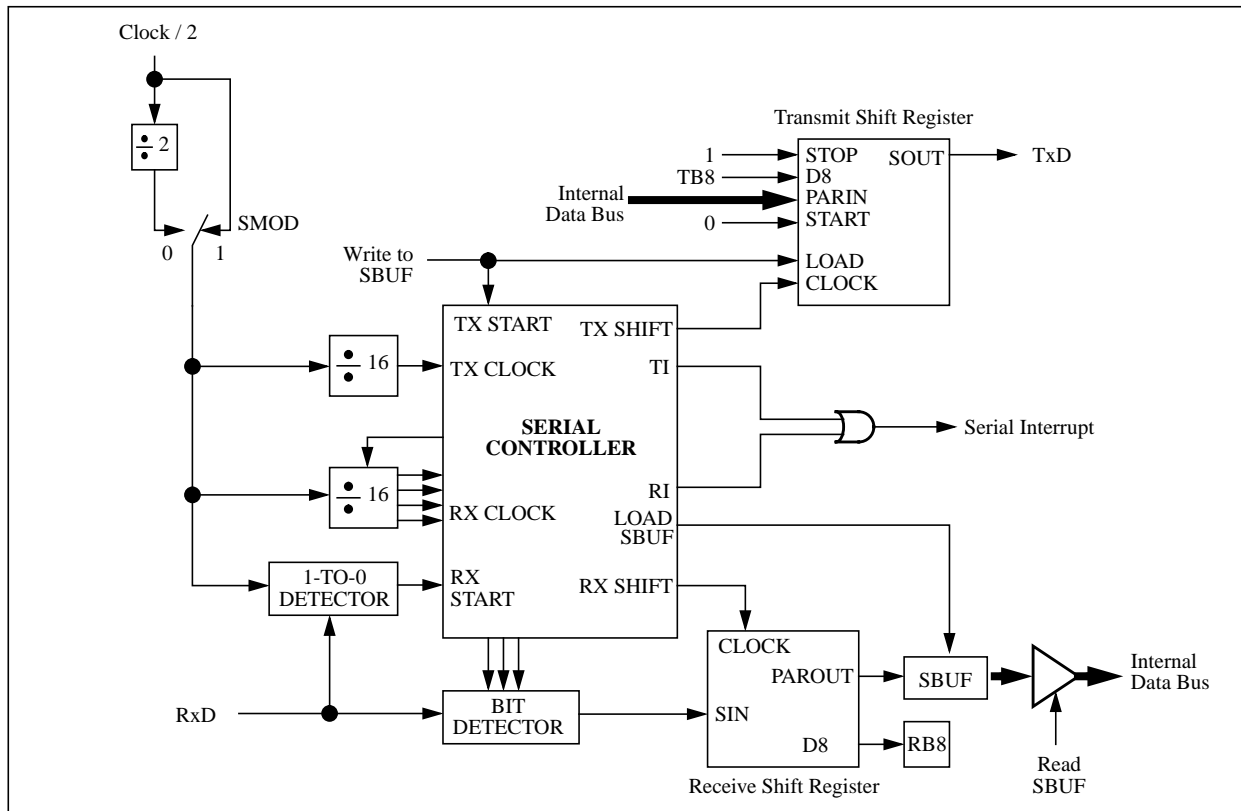 Clock / 2
÷ 2
SMOD
0
1
Transmit Shift Register
1
TB8
Internal
Data Bus
0
STOP
D8
PARIN
START
LOAD
CLOCK
SOUT
TxD
Write to
SBUF
TX START
TX SHIFT
÷ 16
TX CLOCK
TI
SERIAL
CONTROLLER
Serial Interrupt
÷ 16
RX CLOCK
RI
LOAD
SBUF
1-TO-0
DETECTOR
RX
START
RX SHIFT
CLOCK
PAROUT
SBUF
Internal
Data Bus
RxD
BIT
DETECTOR
SIN
D8
RB8
Read
SBUF
Receive Shift Register